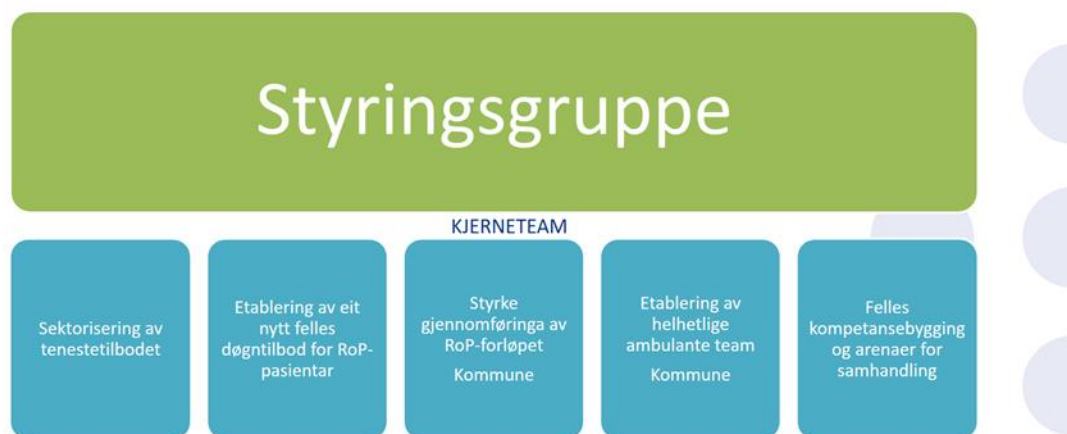 Styringsgruppe
KJERNETEAM
Sektorisering av
tenestetilbodet
Etablering av eit
nytt felles
døgntilbod for RoP-
pasientar
Styrke
gjennomføringa av
RoP-forløpet
Kommune
Etablering av
helhetlige
ambulante team
Kommune
Felles
kompetansebygging
og arenaer for
samhandling